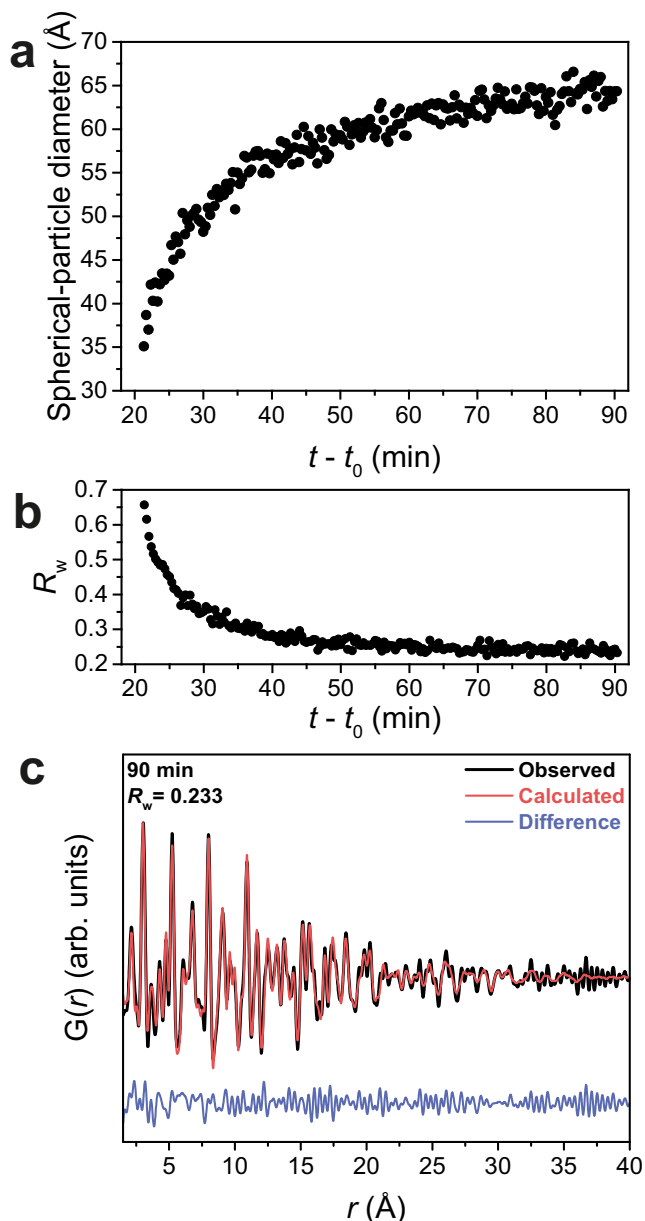 a
Spherical-particle diameter (Å)
70
65
60
55
50
45
40
35
30
20 30 40 50 60 70 80 90
t - t0 (min)
b
Rw
0.7
0.6
0.5
0.4
0.3
0.2
20 30 40 50 60 70 80 90
t - t0 (min)
c
90 min
Rw = 0.233
Observed
Calculated
Difference
G(r) (arb. units)
5 10 15 20 25 30 35 40
r (Å)